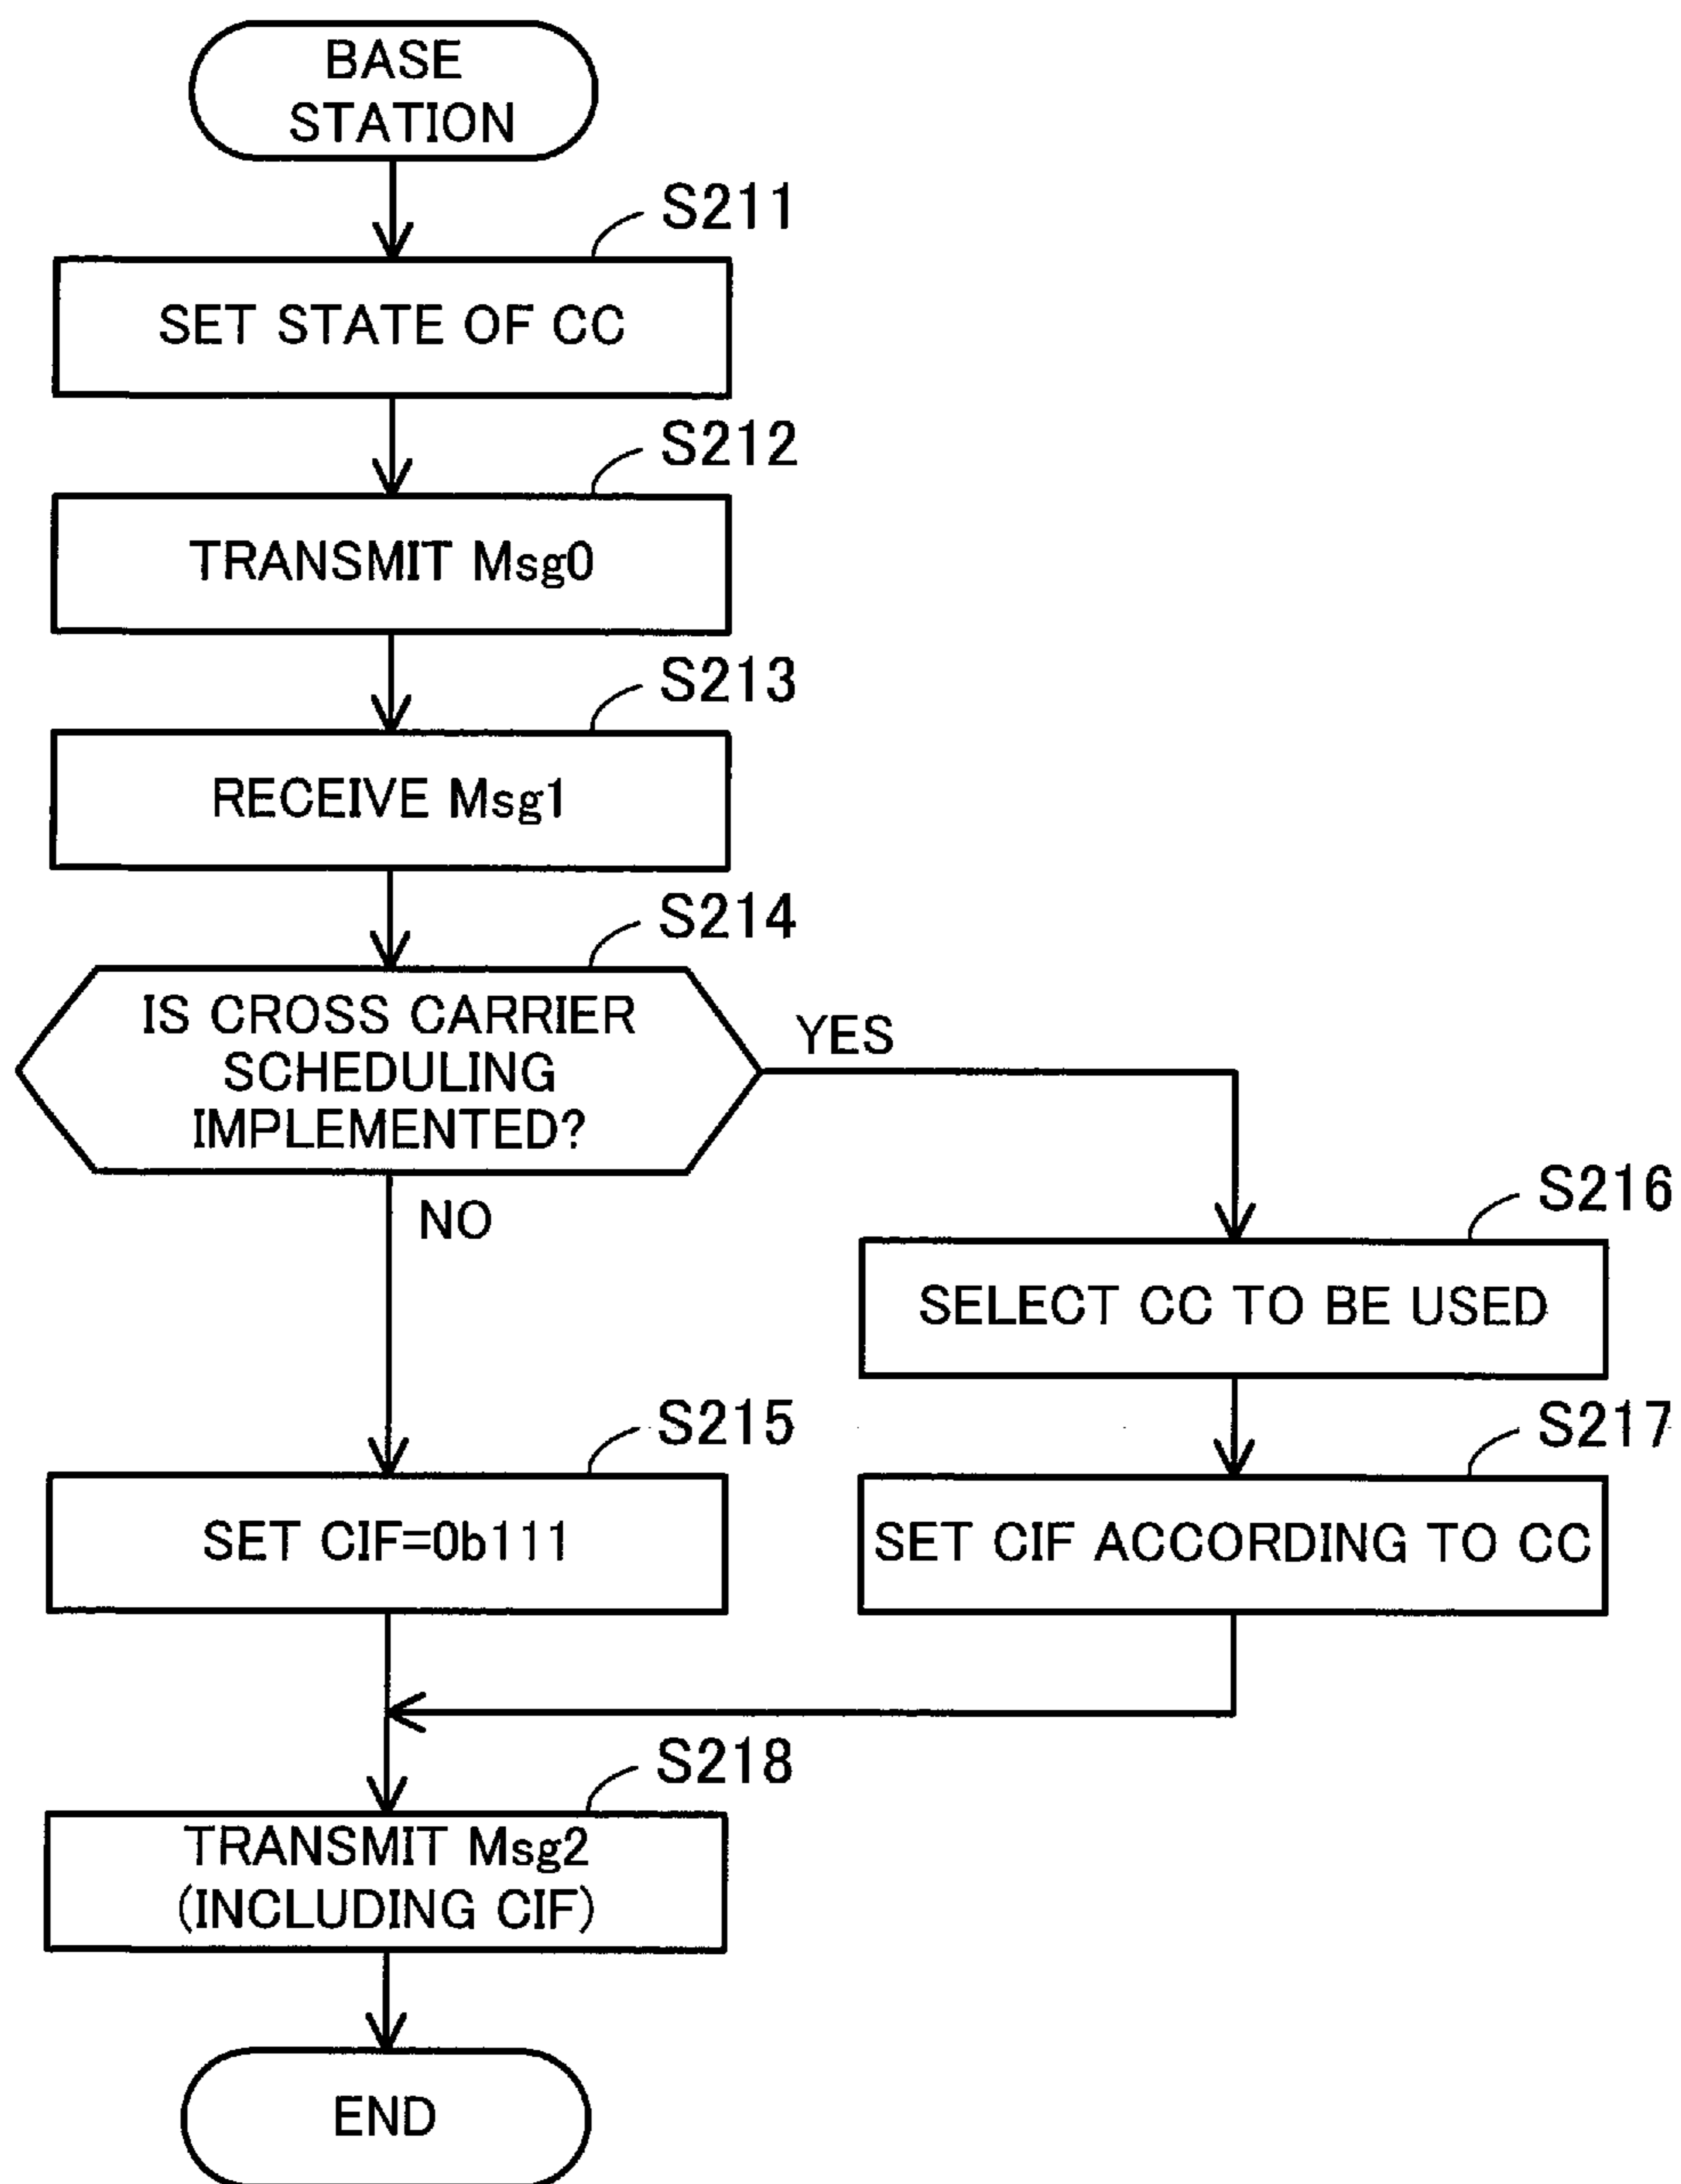 BASE
STATION
S211
SET STATE OF CC
S212
TRANSMIT Msg0
S213
RECEIVE Msg1
S214
IS CROSS CARRIER
SCHEDULING
IMPLEMENTED?
YES
NO
S216
SELECT CC TO BE USED
S215
SET CIF=0b111
S217
SET CIF ACCORDING TO CC
S218
TRANSMIT Msg2
(INCLUDING CIF)
END